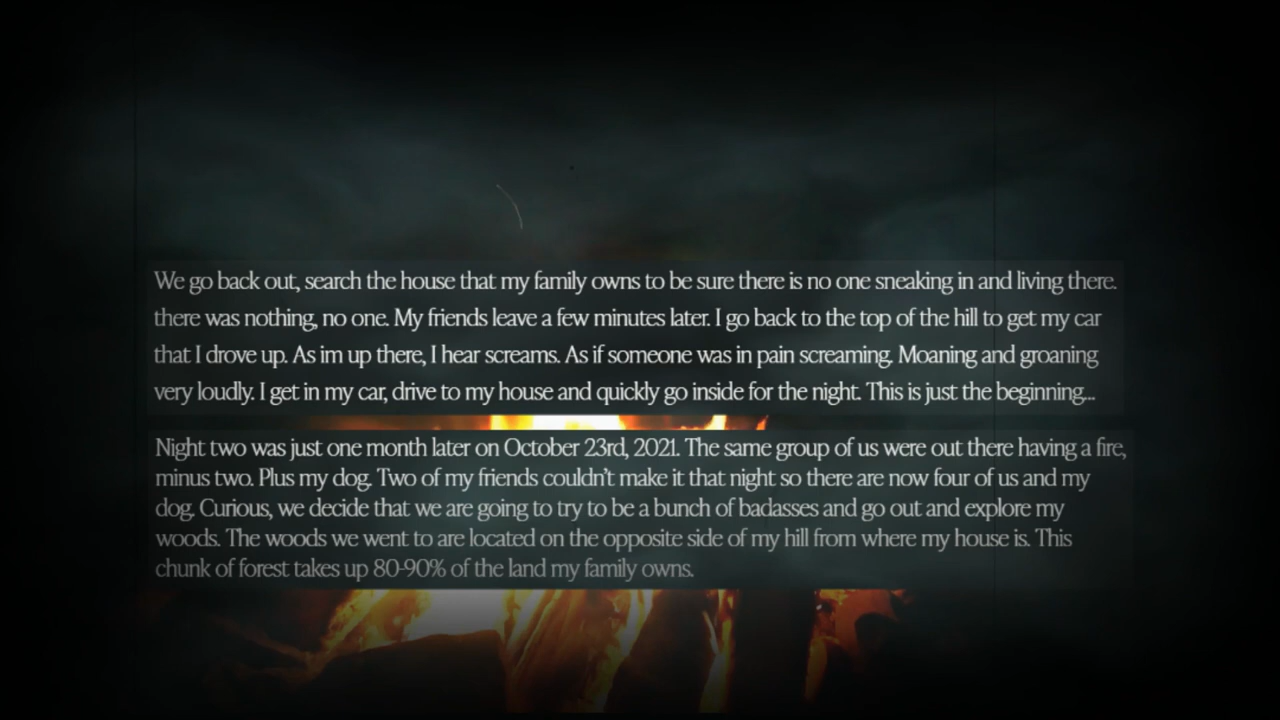 We go back out, search the house that my family owns to be sure there is no one sneaking in and living there.
there was nothing, no one. My friends leave a few minutes later. I go back to the top of the hill to get my car
that I drove up. As im up there, I hear screams. As if someone was in pain screaming. Moaning and groaning
very loudly. I get in my car, drive to my house and quickly go inside for the night. This is just the beginning...
Night two was just one month later on October 23rd, 2021. The same group of us were out there having a fire,
minus two. Plus my dog. Two of my friends couldn't make it that night so there are now four of us and my
dog. Curious, we decide that we are going to try to be a bunch of badasses and go out and explore my
woods. The woods we went to are located on the opposite side of my hill from where my house is. This
chunk of forest takes up 80-90% of the land my family owns.